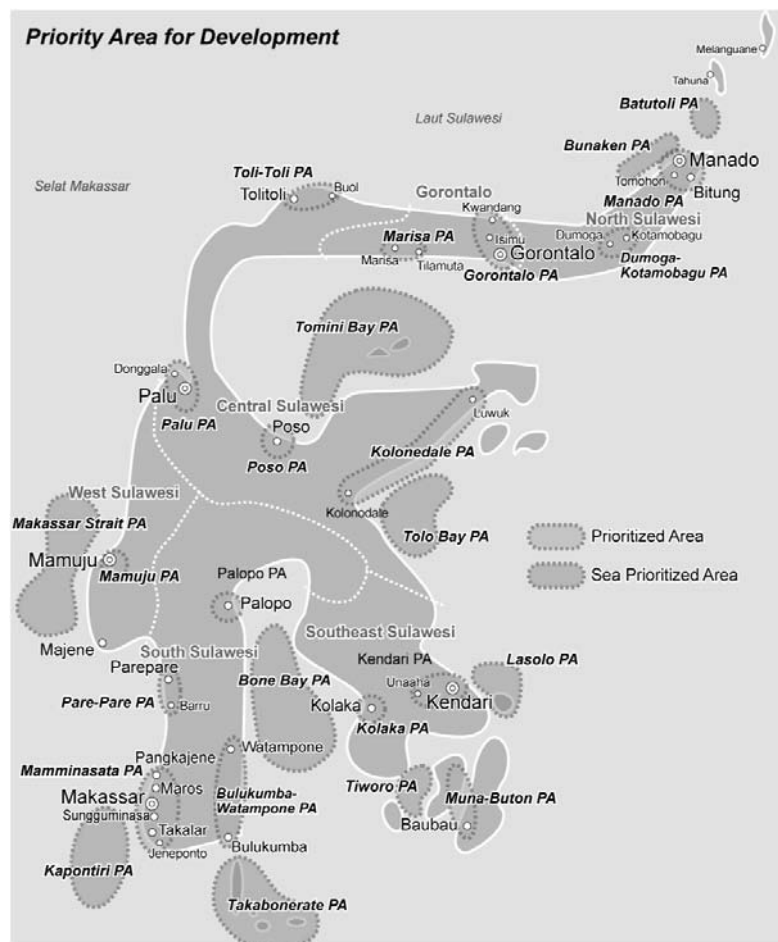 Priority Area for Development
Melanguane
Tahuna
Batutoli PA
Laut Sulawesi
Bunaken PA
Manado
Toli-Toli PA
Selat Makassar
Tolitoli
Buol
Gorontalo
Tomohon
Bitung
Manado PA
Kwandang
North Sulawesi
Marisa PA
Isimu
Dumoga
Kotamobagu
Marisa
Tilamuta
Gorontalo
Gorontalo PA
Dumoga-
Kotamobagu PA
Tomini Bay PA
Donggala
Palu
Central Sulawesi
Palu PA
Poso
Poso PA
Luwuk
Kolonedale PA
West Sulawesi
Kolonodale
Makassar Strait PA
Tolo Bay PA
Prioritized Area
Mamuju
Mamuju PA
Palopo PA
Sea Prioritized Area
Palopo
Majene
South Sulawesi
Southeast Sulawesi
Parepare
Kendari PA
Lasolo PA
Bone Bay PA
Unaaha
Pare-Pare PA
Barru
Kolaka
Kendari
Kolaka PA
Watampone
Pangkajene
Mamminasata PA
Maros
Makassar
Bulukumba-
Watampone PA
Tiworo PA
Muna-Buton PA
Sungguminasa
Takalar
Baubau
Jeneponto
Bulukumba
Kapontiri PA
Takabonerate PA